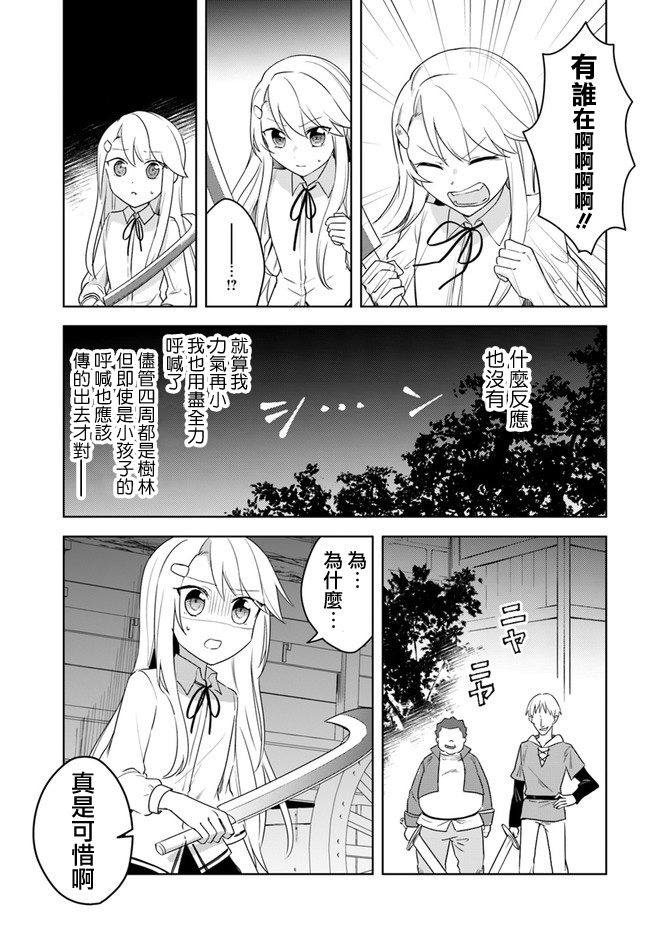 有誰在啊啊啊啊!!
……!?
什麼反應
也沒有
就算我
力氣再小
我也用盡全力
呼喊了
儘管四周都是樹林
但即使是小孩子的
呼喊也應該
傳的出去才對——
ニヤ
ニヤ
為…
為什麼…
真是可惜啊